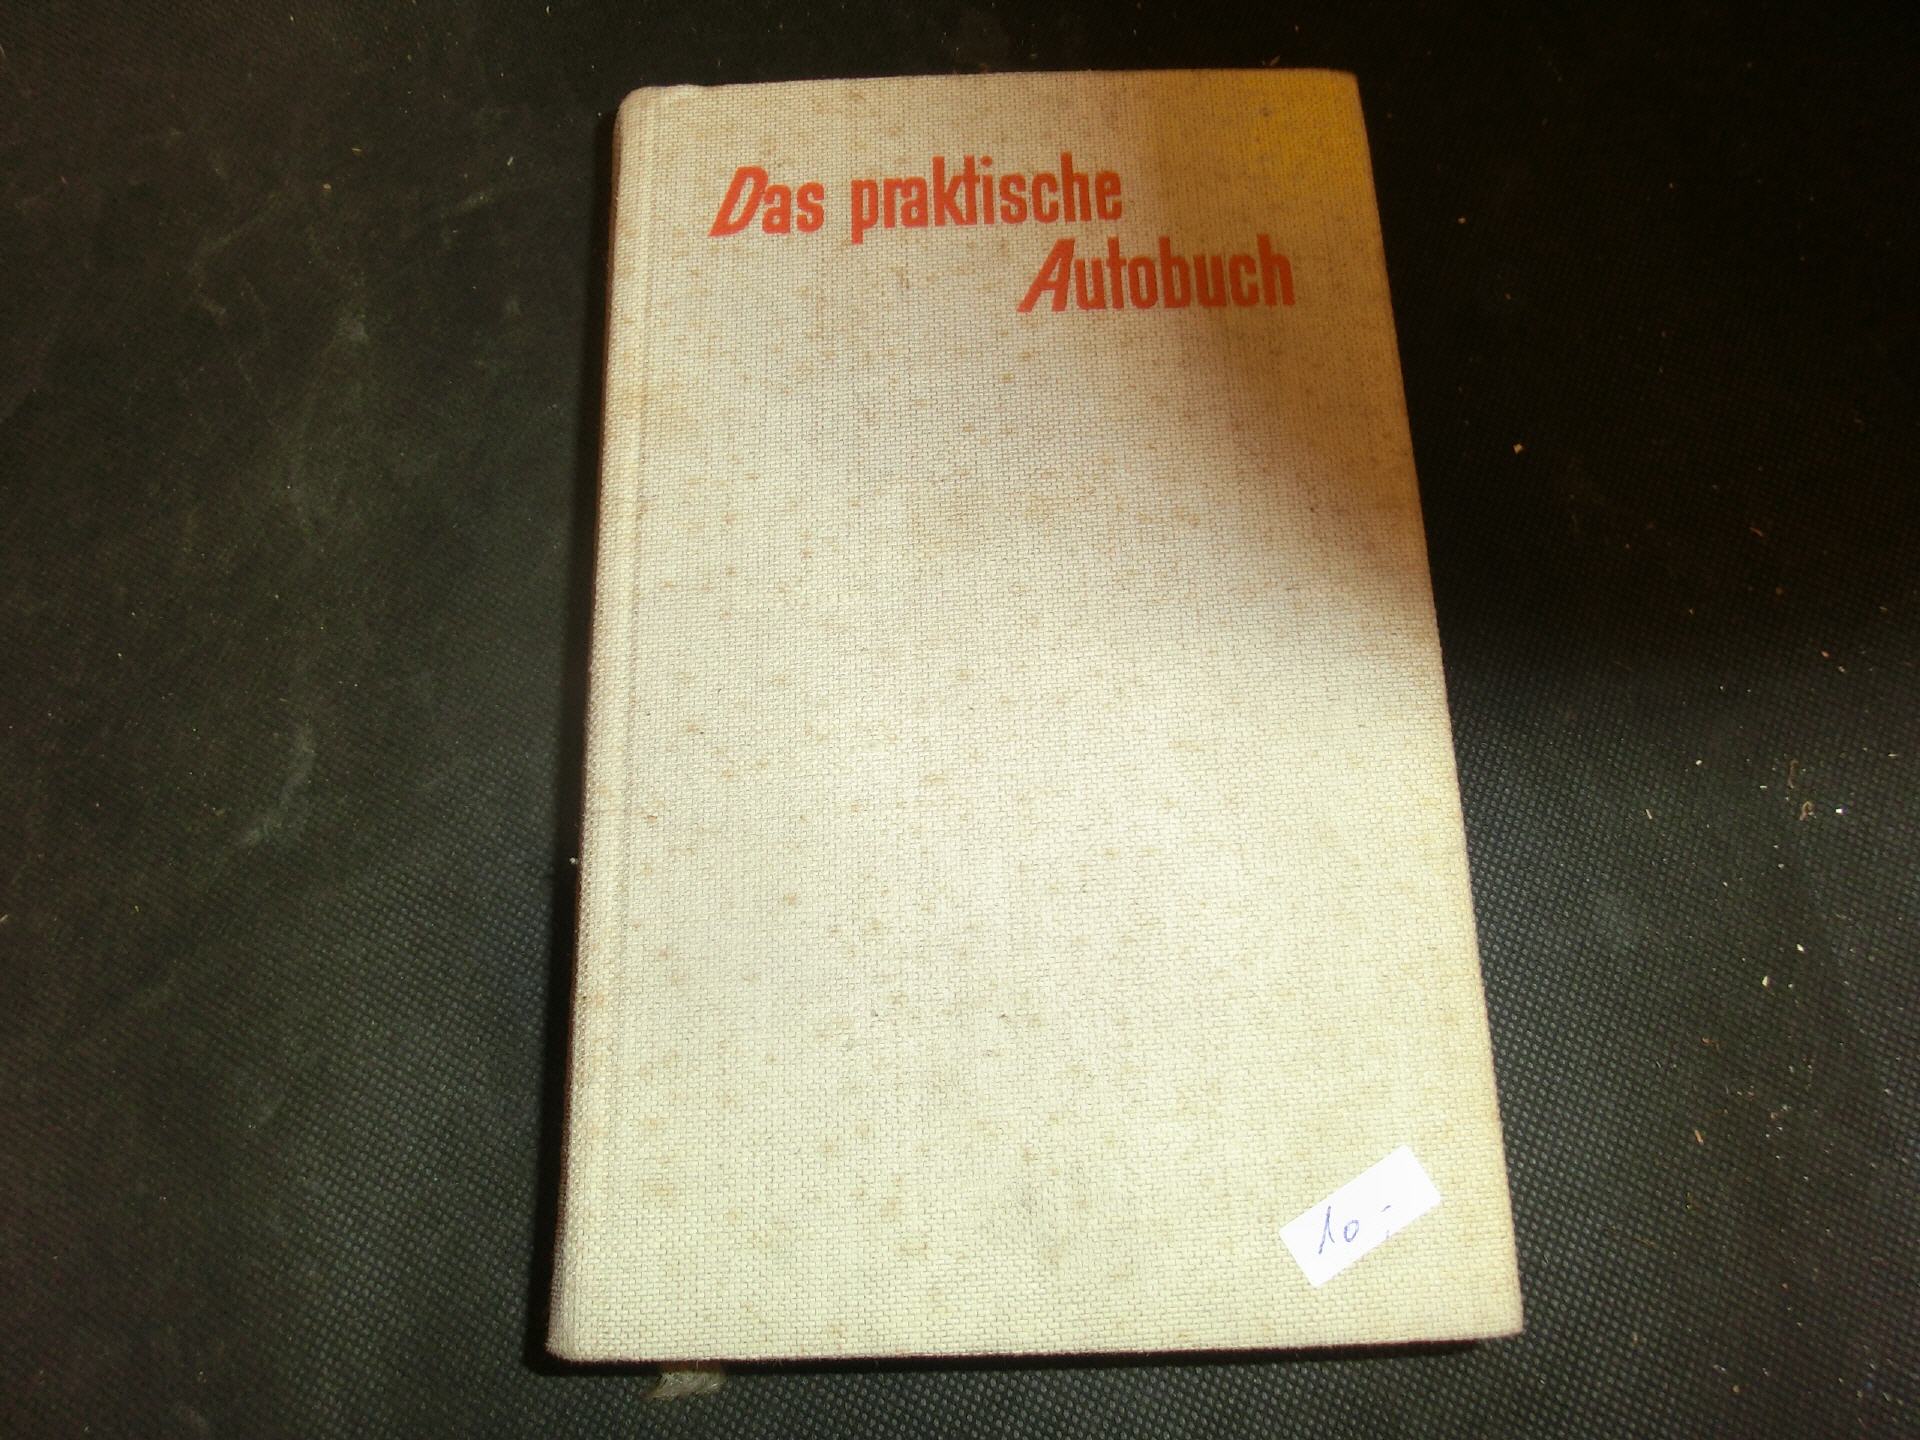 Das praktische
Autobuch
10,-